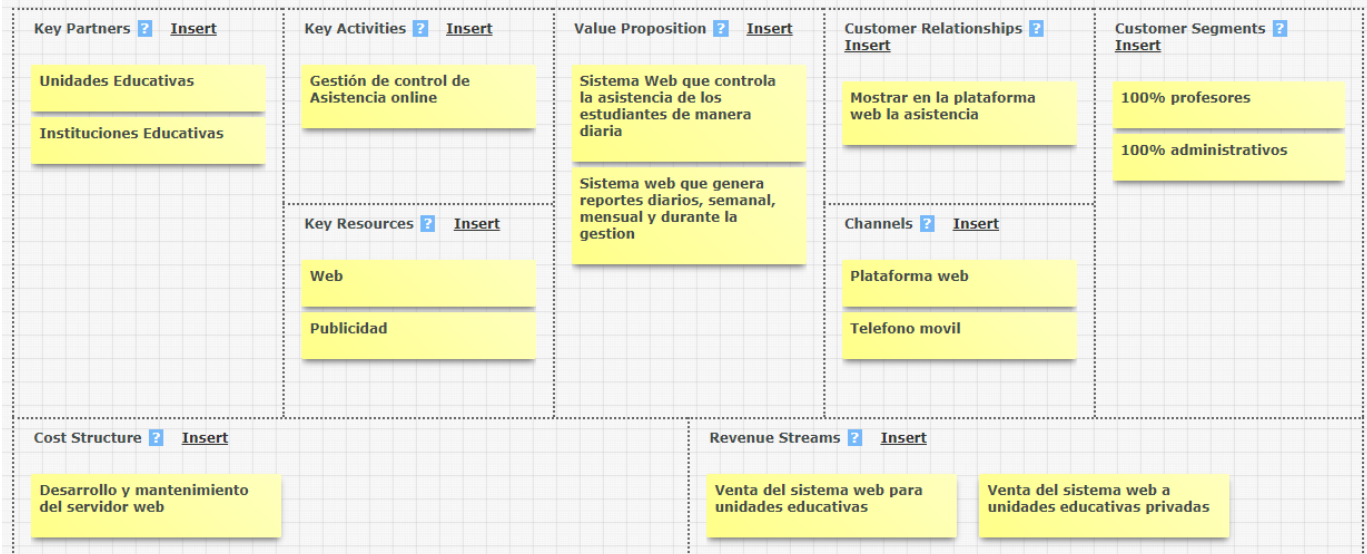 Key Partners ? Insert
Unidades Educativas
Instituciones Educativas
Key Activities ? Insert
Gestión de control de
Asistencia online
Key Resources ? Insert
Web
Publicidad
Value Proposition ? Insert
Sistema Web que controla
la asistencia de los
estudiantes de manera
diaria
Sistema web que genera
reportes diarios, semanal,
mensual y durante la
gestion
Customer Relationships ?
Insert
Mostrar en la plataforma
web la asistencia
Channels ? Insert
Plataforma web
Telefono movil
Customer Segments ?
Insert
100% profesores
100% administrativos
Cost Structure ? Insert
Desarrollo y mantenimiento
del servidor web
Revenue Streams ? Insert
Venta del sistema web para
unidades educativas
Venta del sistema web a
unidades educativas privadas